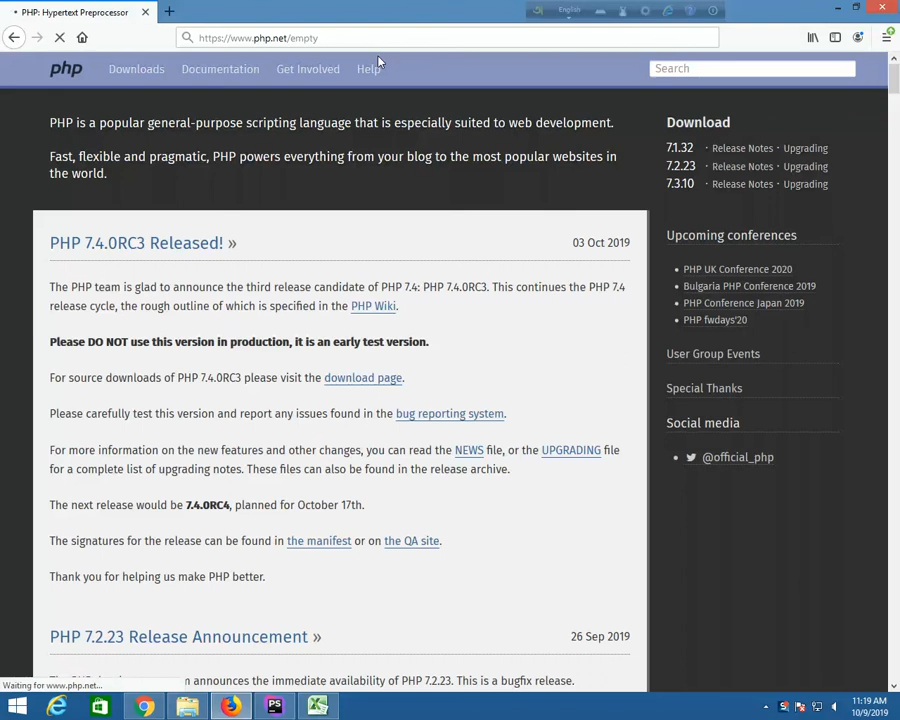 PHP: Hypertext Preprocessor
English
https://www.php.net/empty
php Downloads Documentation Get Involved Help Search
PHP is a popular general-purpose scripting language that is especially suited to web development.
Fast, flexible and pragmatic, PHP powers everything from your blog to the most popular websites in
the world.
PHP 7.4.0RC3 Released! » 03 Oct 2019
The PHP team is glad to announce the third release candidate of PHP 7.4: PHP 7.4.0RC3. This continues the PHP 7.4
release cycle, the rough outline of which is specified in the PHP Wiki.
Please DO NOT use this version in production, it is an early test version.
For source downloads of PHP 7.4.0RC3 please visit the download page.
Please carefully test this version and report any issues found in the bug reporting system.
For more information on the new features and other changes, you can read the NEWS file, or the UPGRADING file
for a complete list of upgrading notes. These files can also be found in the release archive.
The next release would be 7.4.0RC4, planned for October 17th.
The signatures for the release can be found in the manifest or on the QA site.
Thank you for helping us make PHP better.
PHP 7.2.23 Release Announcement » 26 Sep 2019
announces the immediate availability of PHP 7.2.23. This is a bugfix release.
Download
7.1.32 · Release Notes · Upgrading
7.2.23 · Release Notes · Upgrading
7.3.10 · Release Notes · Upgrading
Upcoming conferences
PHP UK Conference 2020
Bulgaria PHP Conference 2019
PHP Conference Japan 2019
PHP fwdays'20
User Group Events
Special Thanks
Social media
@official_php
Waiting for www.php.net...
PS
11:19 AM
10/9/2019